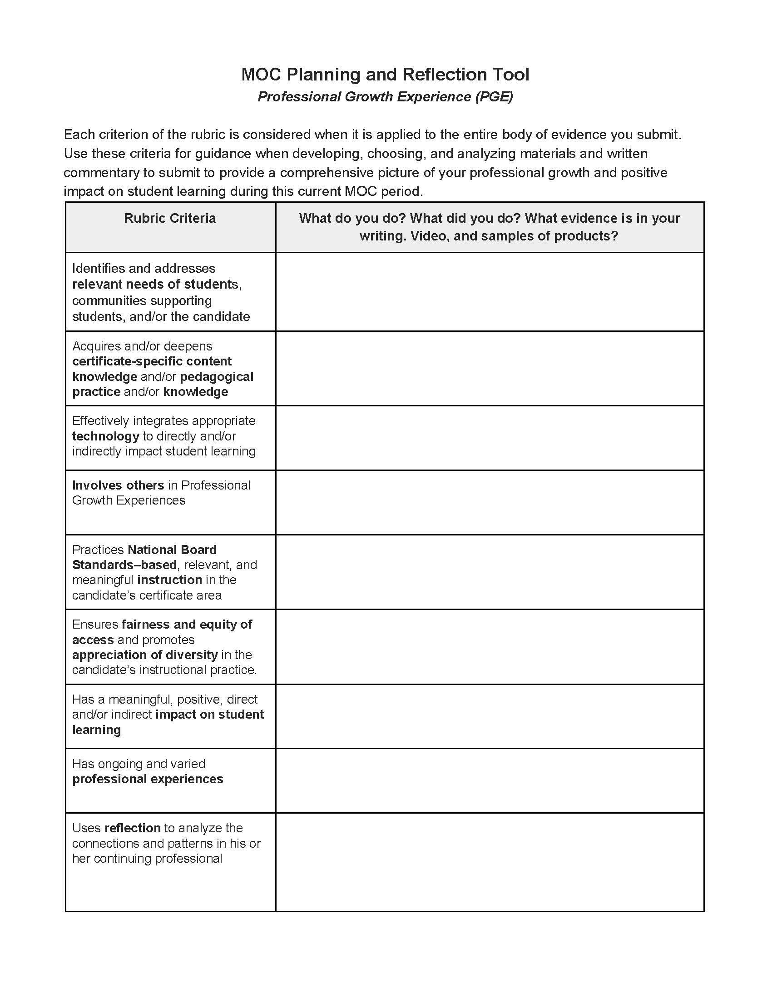 MOC Planning and Reflection Tool
Professional Growth Experience (PGE)
Each criterion of the rubric is considered when it is applied to the entire body of evidence you submit.
Use these criteria for guidance when developing, choosing, and analyzing materials and written
commentary to submit to provide a comprehensive picture of your professional growth and positive
impact on student learning during this current MOC period.
Rubric Criteria
What do you do? What did you do? What evidence is in your
writing. Video, and samples of products?
Identifies and addresses
relevant needs of students,
communities supporting
students, and/or the candidate
Acquires and/or deepens
certificate-specific content
knowledge and/or pedagogical
practice and/or knowledge
Effectively integrates appropriate
technology to directly and/or
indirectly impact student learning
Involves others in Professional
Growth Experiences
Practices National Board
Standards–based, relevant, and
meaningful instruction in the
candidate’s certificate area
Ensures fairness and equity of
access and promotes
appreciation of diversity in the
candidate’s instructional practice.
Has a meaningful, positive, direct
and/or indirect impact on student
learning
Has ongoing and varied
professional experiences
Uses reflection to analyze the
connections and patterns in his or
her continuing professional